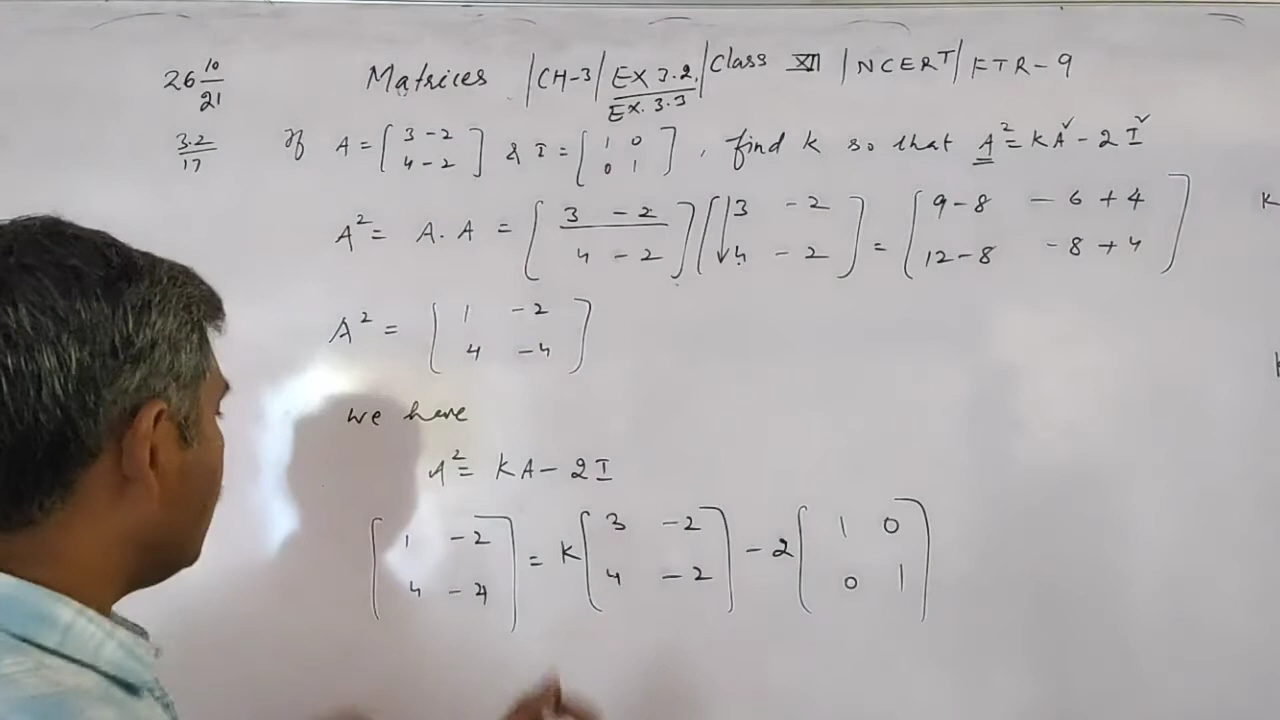 26 10/21 Matrices /CH-3/ EX 3.2, /Class XII /NCERT/ FTR-9
EX. 3.3
3.2/17 If A = [3 -2; 4 -2] & I = [1 0; 0 1], find k so that A² = KA - 2I
A² = A. A = [3 -2; 4 -2] [3 -2; 4 -2] = [9-8 -6+4; 12-8 -8+4]
K
A² = [1 -2; 4 -4]
we have
A² = KA - 2I
[1 -2; 4 -4] = K [3 -2; 4 -2] - 2 [1 0; 0 1]